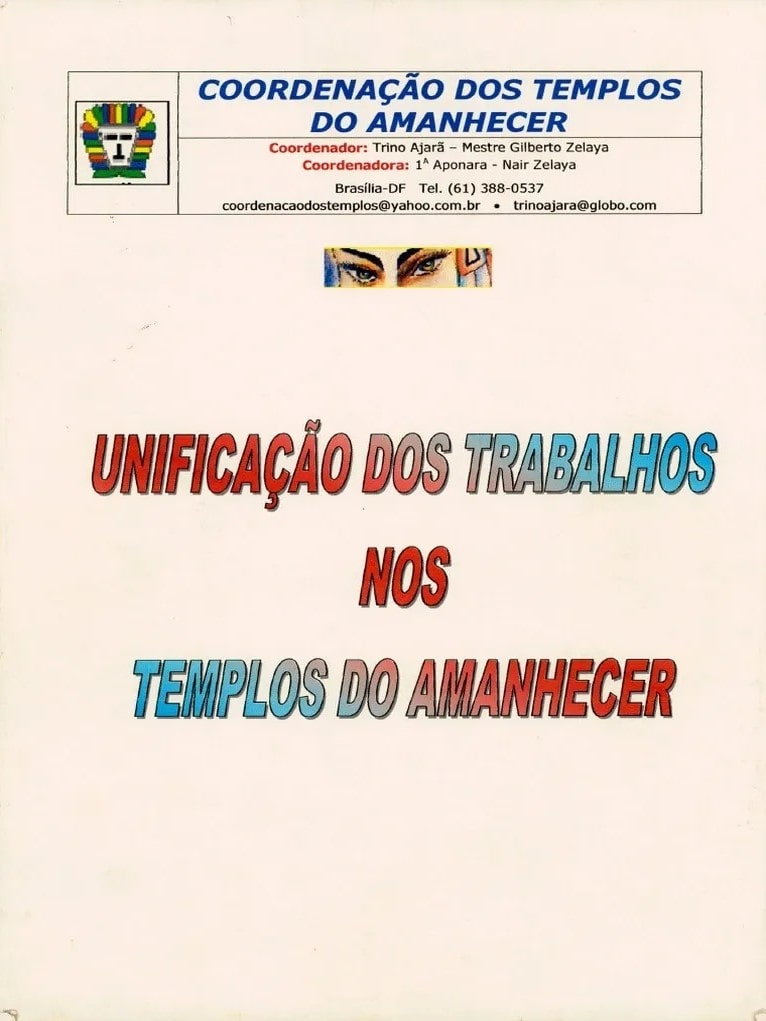 COORDENAÇÃO DOS TEMPLOS
DO AMANHECER
Coordenador: Trino Ajarã – Mestre Gilberto Zelaya
Coordenadora: 1ᴬ Aponara - Nair Zelaya
Brasília-DF Tel. (61) 388-0537
coordenacaodostemplos@yahoo.com.br • trinoajara@globo.com
UNIFICAÇÃO DOS TRABALHOS
NOS
TEMPLOS DO AMANHECER